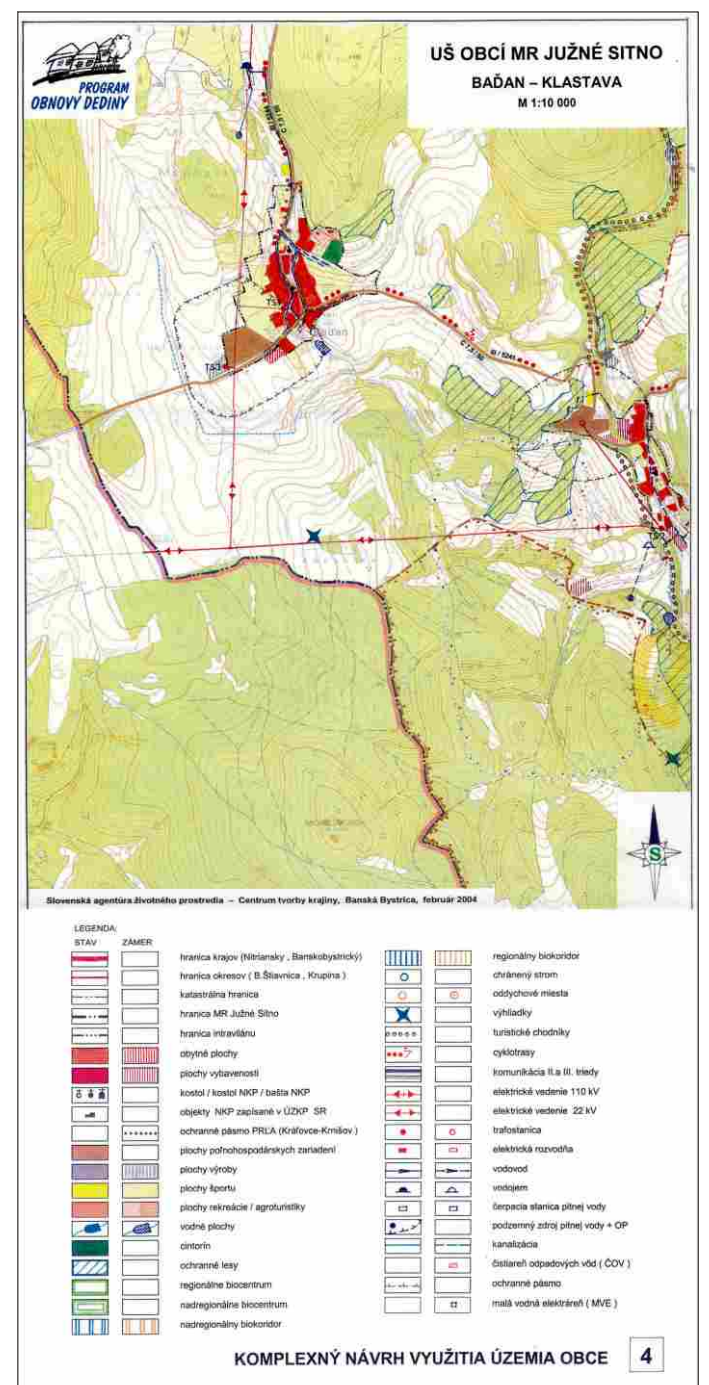 PROGRAM
OBNOVY DEDINY
UŠ OBCÍ MR JUŽNÉ SITNO
BAĎAN – KLASTAVA
M 1:10 000
Slovenská agentúra životného prostredia – Centrum tvorby krajiny, Banská Bystrica, február 2004
S
LEGENDA:
STAV ZÁMER
hranica krajov (Nitriansky , Banskobystrický)
hranica okresov ( B.Štiavnica , Krupina )
katastrálna hranica
hranica MR Južné Sitno
hranica intravilánu
obytné plochy
plochy vybavenosti
kostol / kostol NKP / bašta NKP
objekty NKP zapísané v ÚZKP SR
ochranné pásmo PRĽA (Kráľovce-Krnišov )
plochy poľnohospodárskych zariadení
plochy výroby
plochy športu
plochy rekreácie / agroturistiky
vodné plochy
cintorín
ochranné lesy
regionálne biocentrum
nadregionálne biocentrum
nadregionálny biokoridor
regionálny biokoridor
chránený strom
oddychové miesta
výhliadky
turistické chodníky
cyklotrasy
komunikácia II.a III. triedy
elektrické vedenie 110 kV
elektrické vedenie 22 kV
trafostanica
elektrická rozvodňa
vodovod
vodojem
čerpacia stanica pitnej vody
podzemný zdroj pitnej vody + OP
kanalizácia
čistiareň odpadových vôd ( ČOV )
ochranné pásmo
malá vodná elektráreň ( MVE )
KOMPLEXNÝ NÁVRH VYUŽITIA ÚZEMIA OBCE 4